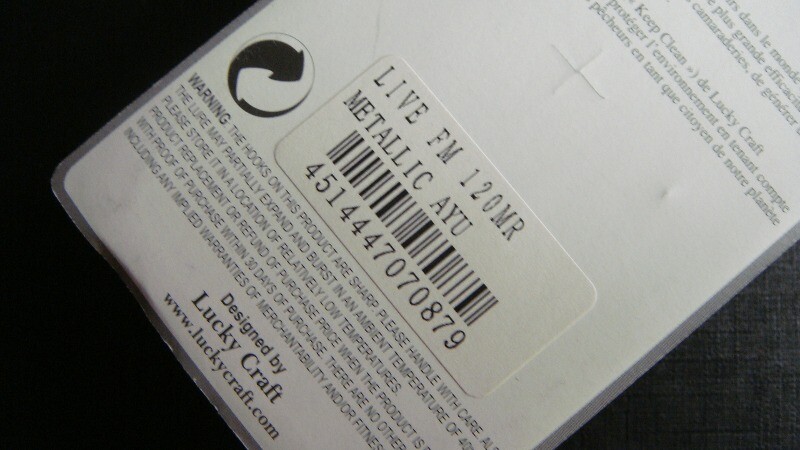 LIVE FM 120MR
METALLIC AYU
4514447070879
WARNING: THE HOOKS ON THIS PRODUCT ARE SHARP. PLEASE HANDLE WITH CARE.
THE LURE MAY PARTIALLY EXPAND AND BURST IN AN AMBIENT TEMPERATURE OF
PLEASE STORE IT IN A LOCATION OF RELATIVELY LOW TEMPERATURES.
PRODUCT REPLACEMENT OR REFUND OF PURCHASE PRICE WHEN THE PRODUCT IS
WITH PROOF OF PURCHASE WITHIN 30 DAYS OF PURCHASE. THERE ARE NO OTHER
INCLUDING ANY IMPLIED WARRANTIES OF MERCHANTABILITY AND/OR
Designed by
Lucky Craft
www.luckycraft.com
dans le monde
plus grande
camaraderies, de générer
Keep Clean ») de Lucky Craft
protéger l'environnement en tenant compte
pêcheurs en tant que citoyen de notre planète